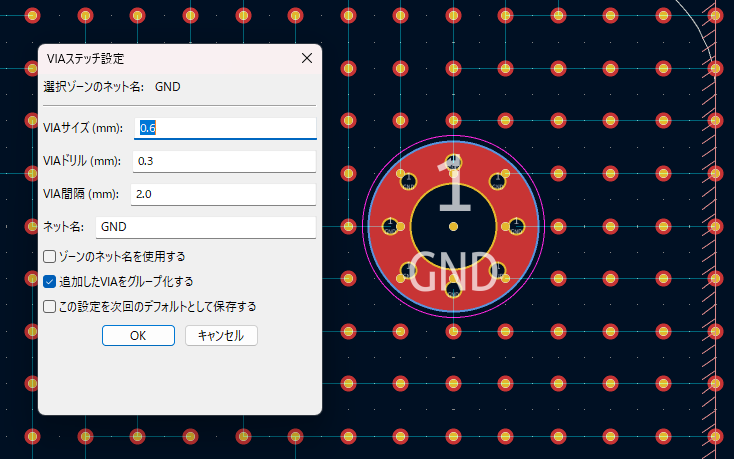 VIAステッチ設定
選択ゾーンのネット名: GND
VIAサイズ (mm): 0.6
VIAドリル (mm): 0.3
VIA間隔 (mm): 2.0
ネット名: GND
ゾーンのネット名を使用する
追加したVIAをグループ化する
この設定を次回のデフォルトとして保存する
OK キャンセル
1
GND